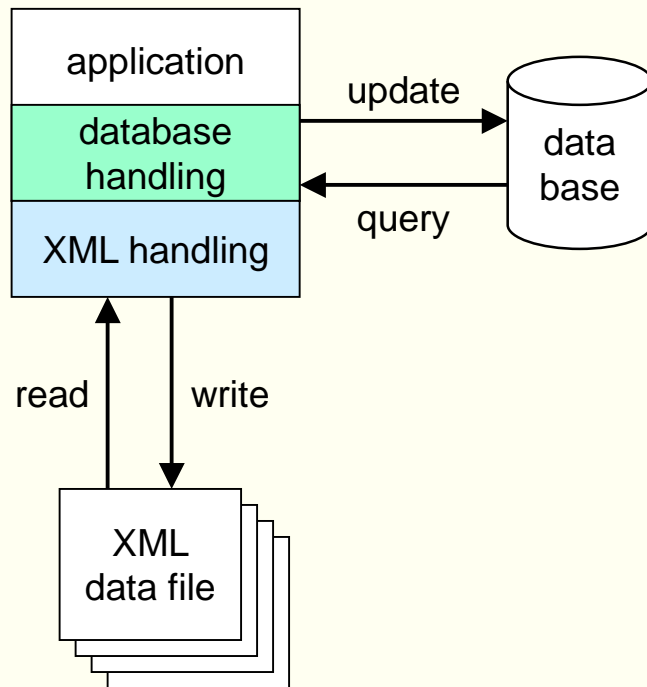 application
database
handling
XML handling
update
query
data
base
read
write
XML
data file